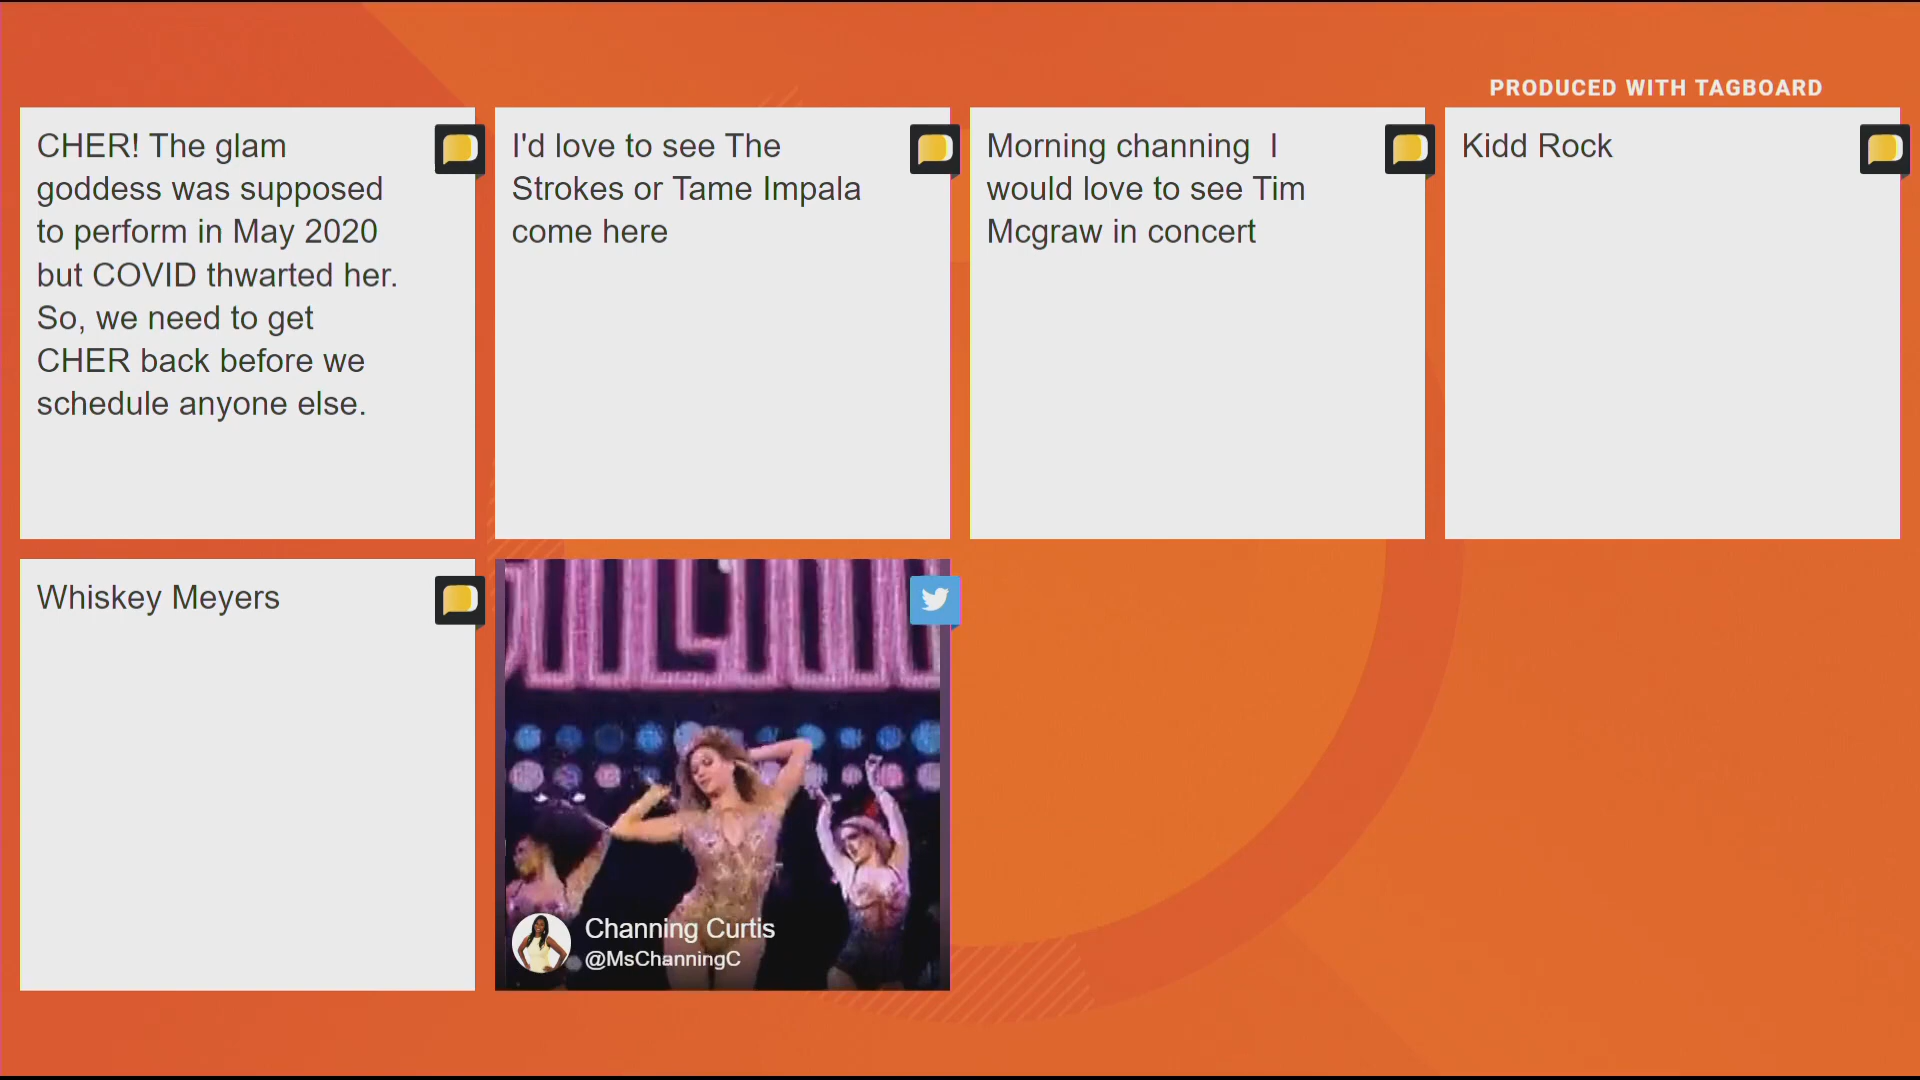 PRODUCED WITH TAGBOARD
CHER! The glam
goddess was supposed
to perform in May 2020
but COVID thwarted her.
So, we need to get
CHER back before we
schedule anyone else.
I'd love to see The
Strokes or Tame Impala
come here
Morning channing  I
would love to see Tim
Mcgraw in concert
Kidd Rock
Whiskey Meyers
Channing Curtis
@MsChanningC